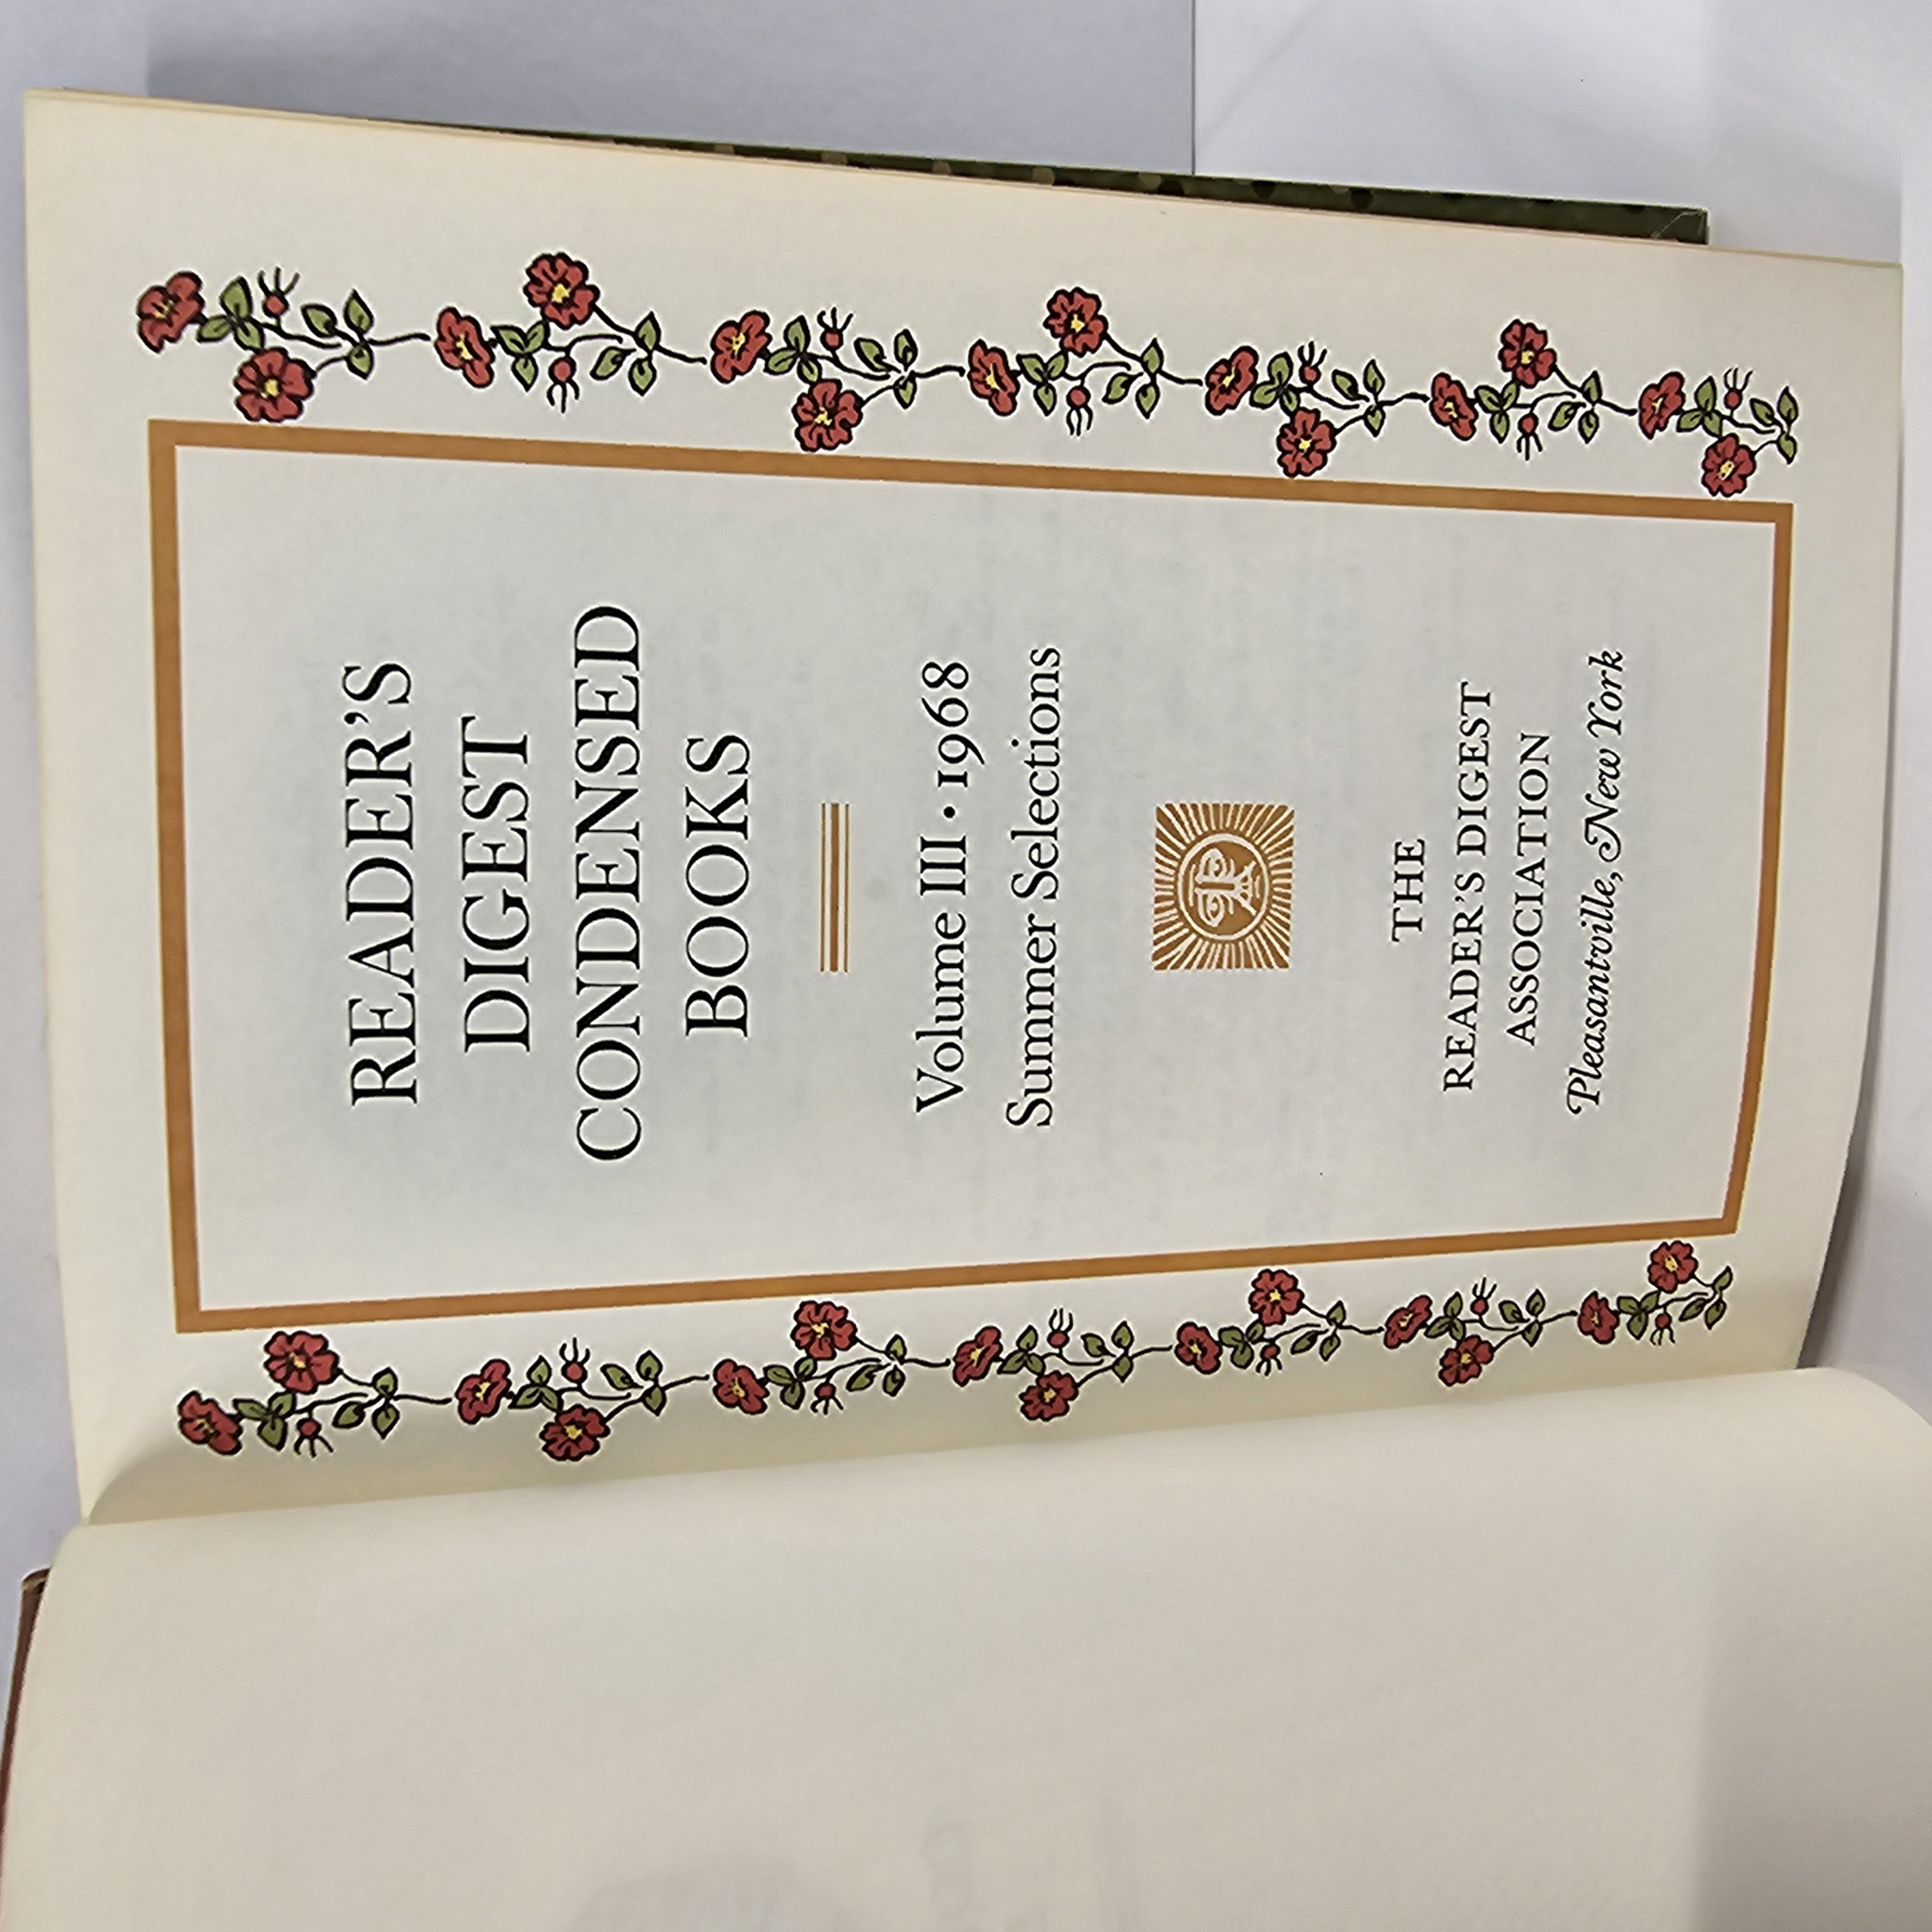 READER’S
DIGEST
CONDENSED
BOOKS
Volume III • 1968
Summer Selections
THE
READER’S DIGEST
ASSOCIATION
Pleasantville, New York